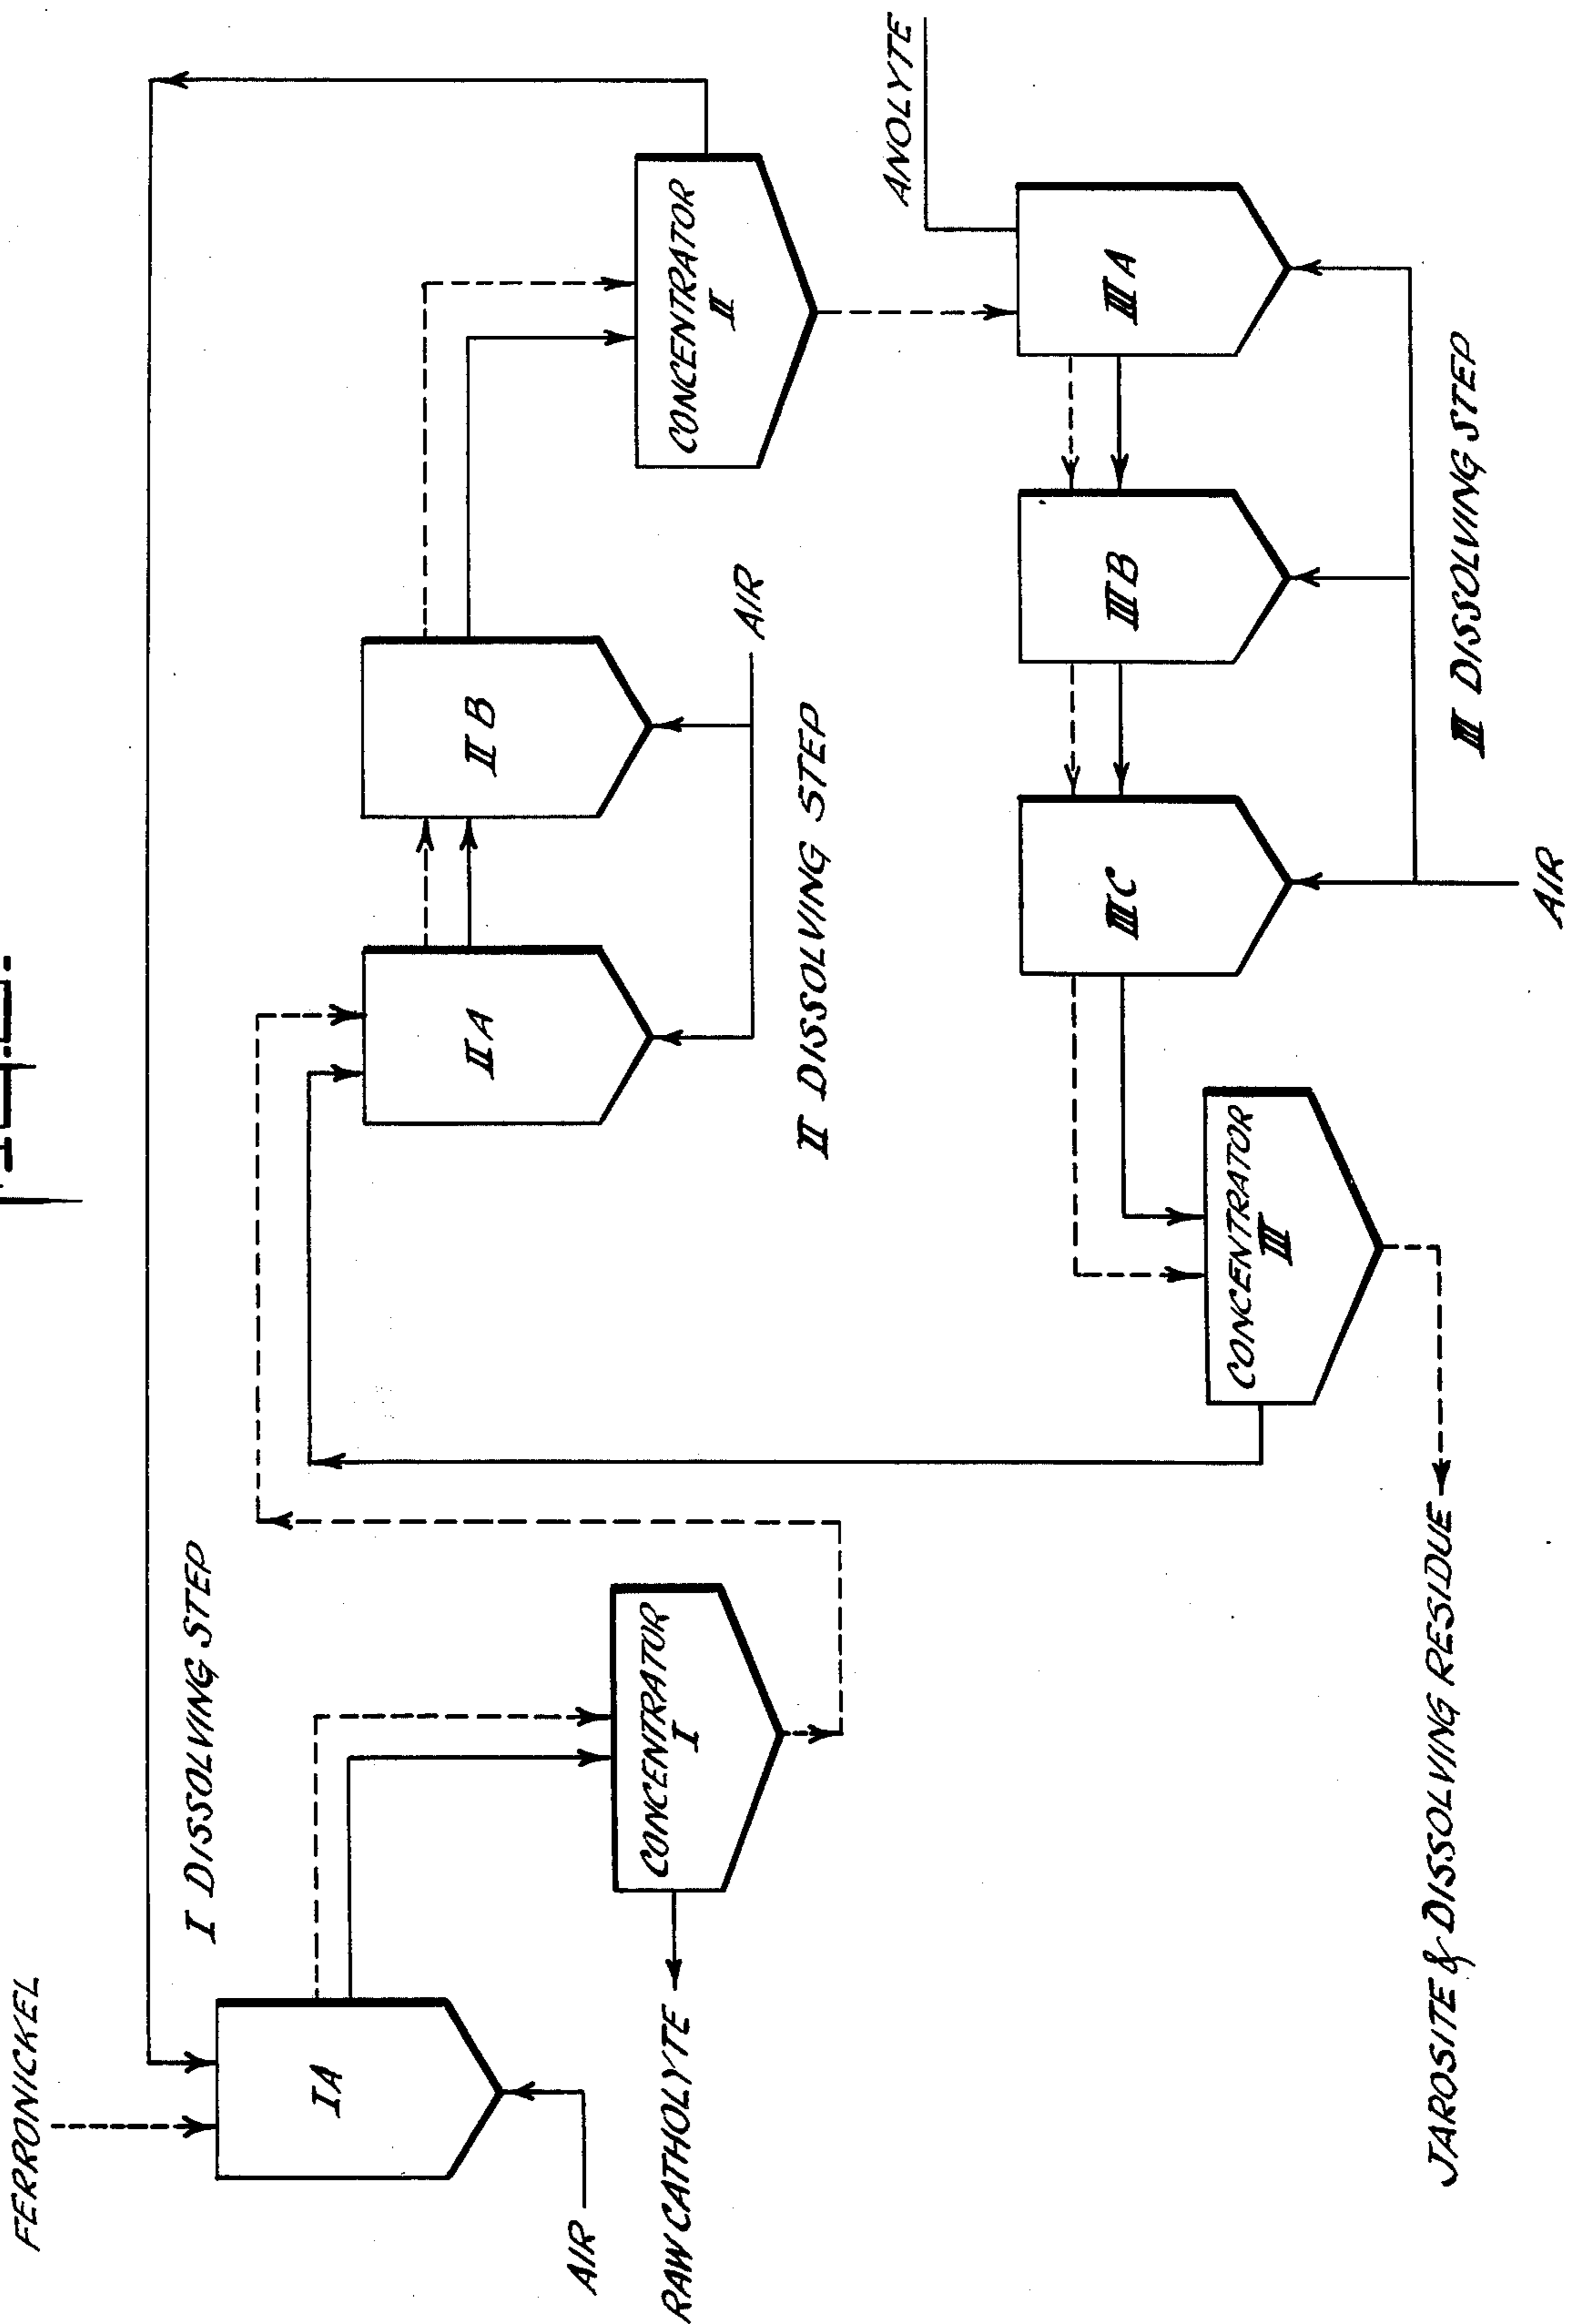 FERRONICKEL
I DISSOLVING STEP
IA
AIR
CONCENTRATOR
I
RAW CATHOLYTE
IIA
IIB
AIR
II DISSOLVING STEP
CONCENTRATOR
II
ANOLYTE
IIIA
IIIB
IIIC
CONCENTRATOR
III
AIR
III DISSOLVING STEP
JAROSITE & DISSOLVING RESIDUE